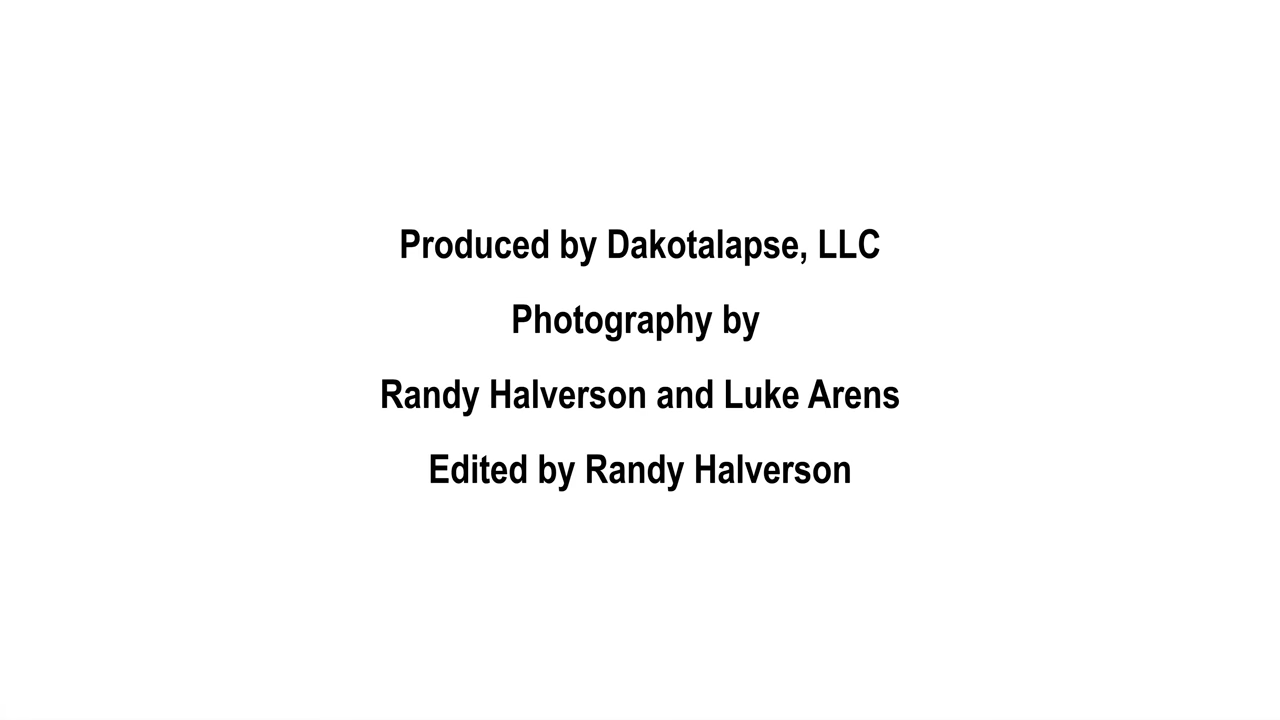 Produced by Dakotalapse, LLC
Photography by
Randy Halverson and Luke Arens
Edited by Randy Halverson